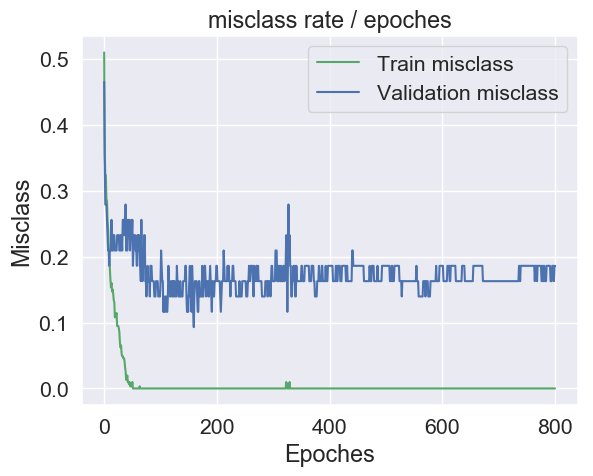 misclass rate / epoches
Train misclass
Validation misclass
Misclass
0.5
0.4
0.3
0.2
0.1
0.0
0
200
400
600
800
Epoches